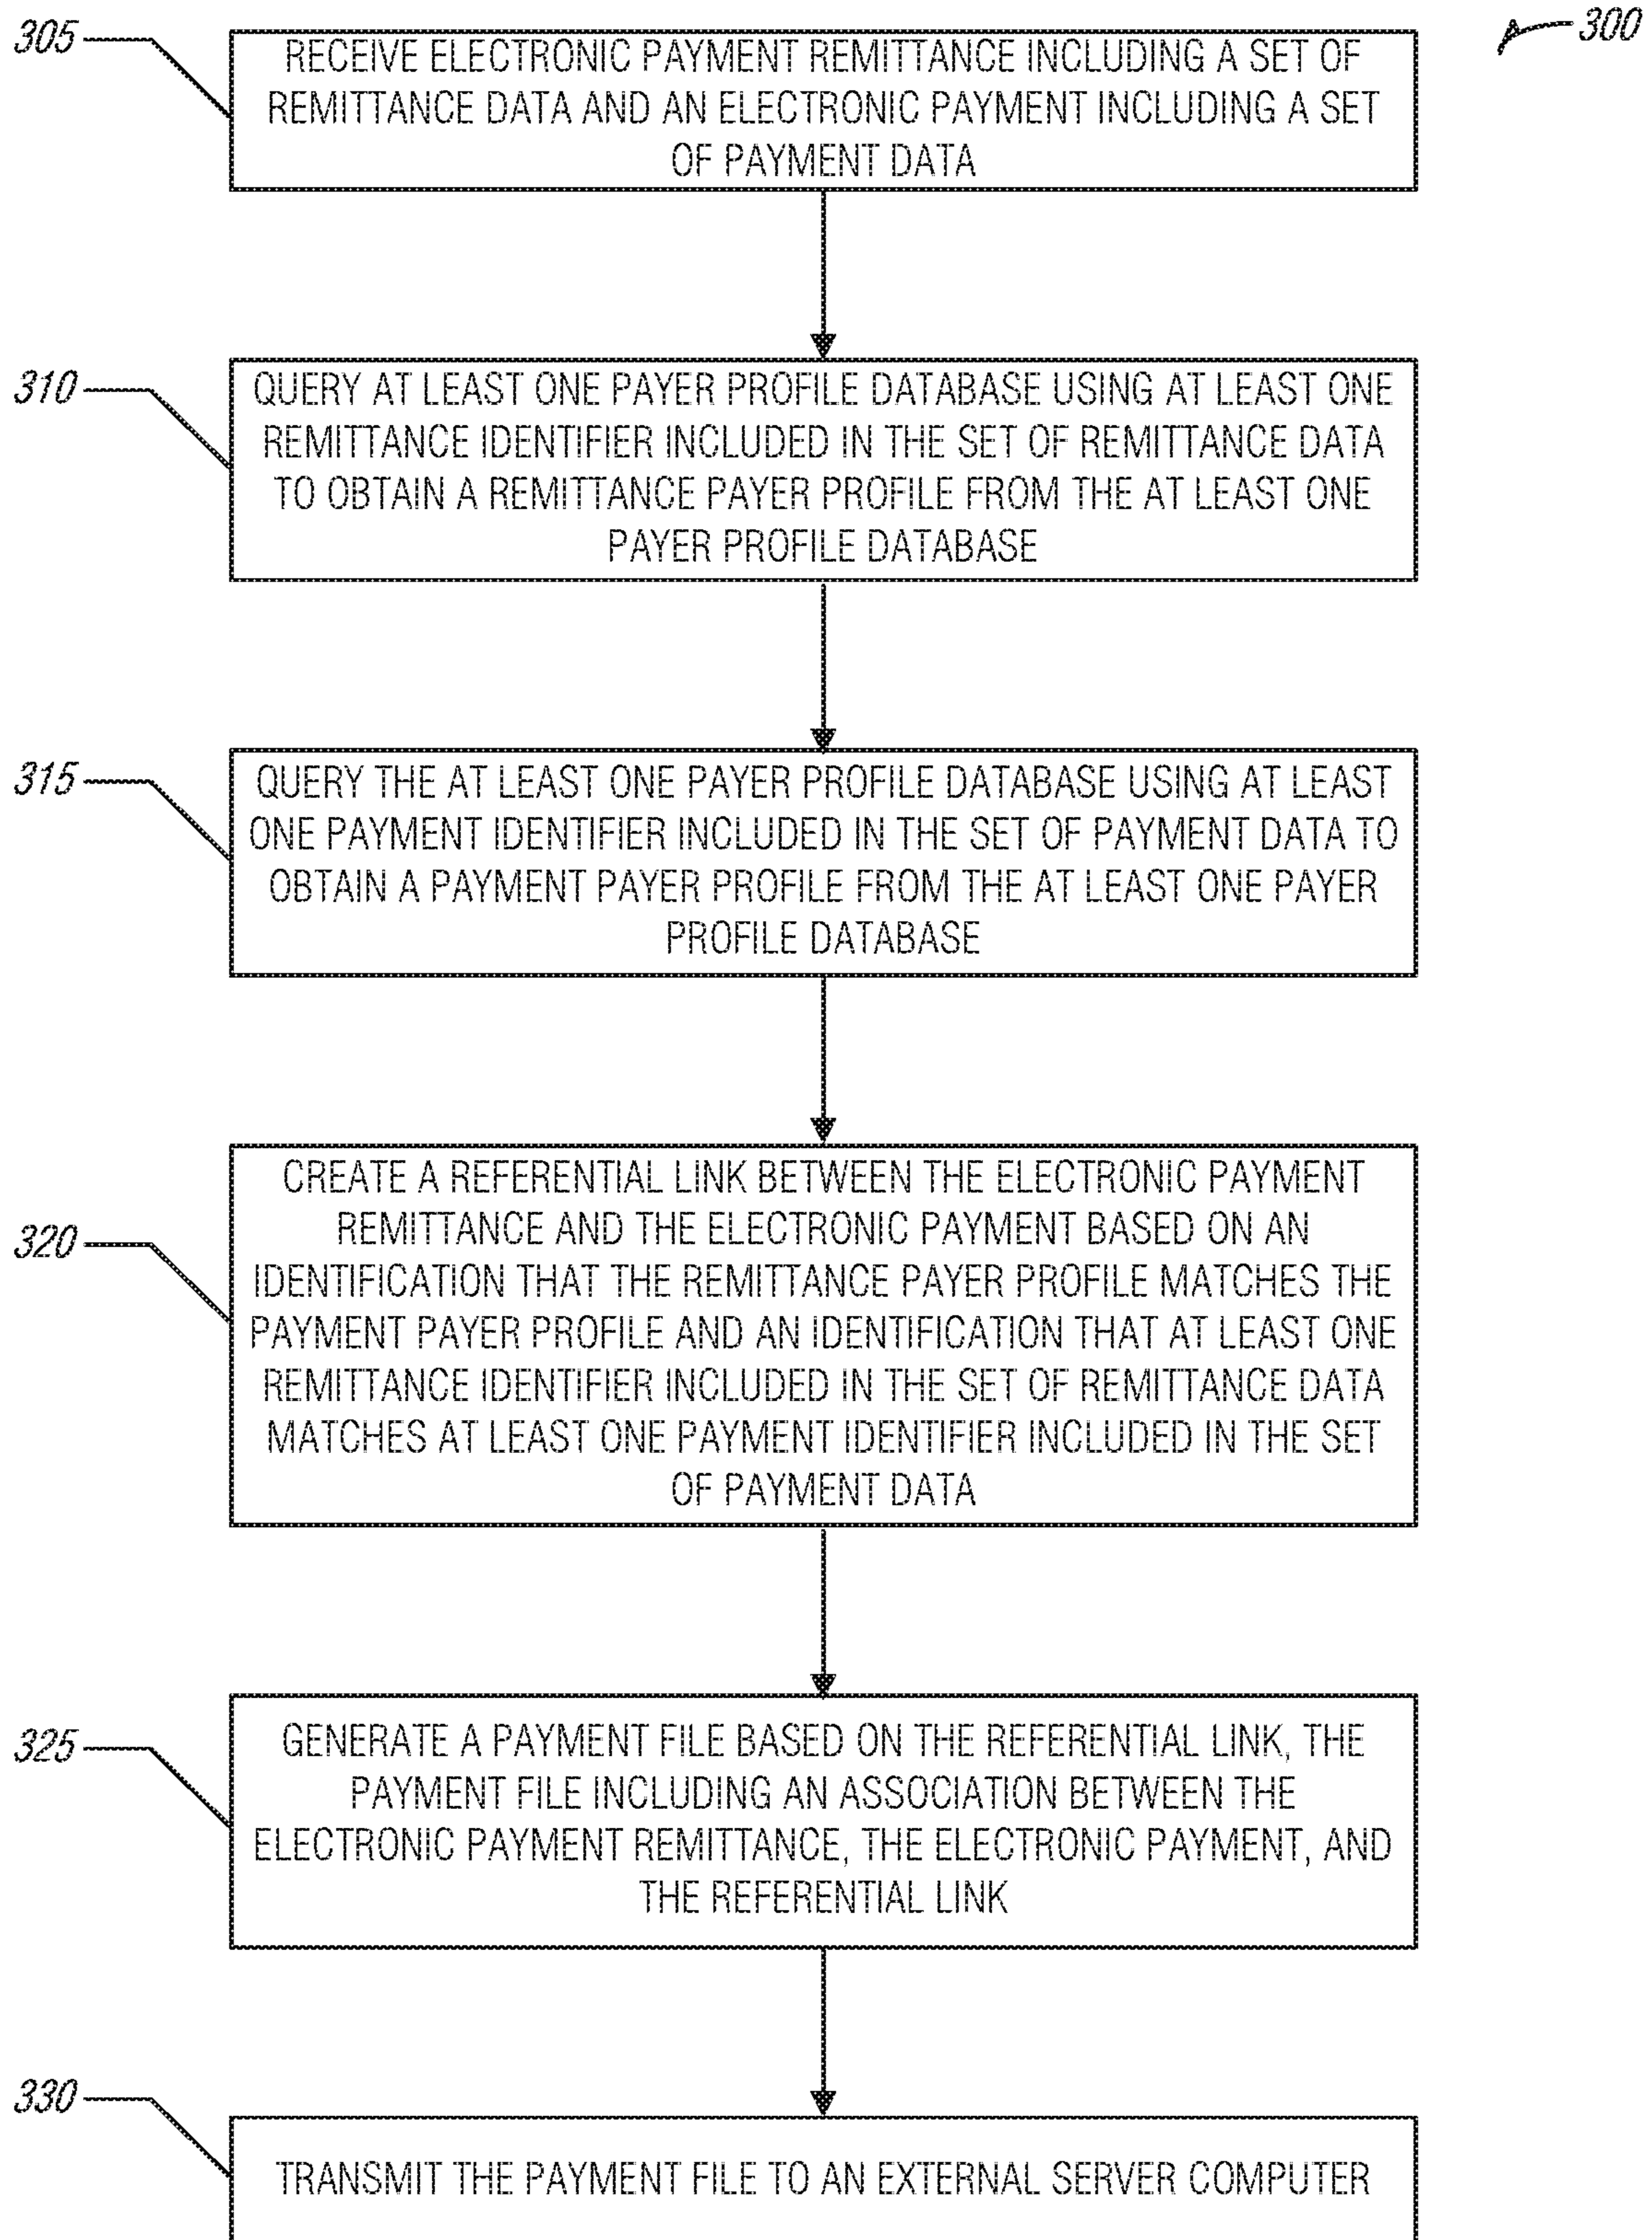 300
305
RECEIVE ELECTRONIC PAYMENT REMITTANCE INCLUDING A SET OF
REMITTANCE DATA AND AN ELECTRONIC PAYMENT INCLUDING A SET
OF PAYMENT DATA
310
QUERY AT LEAST ONE PAYER PROFILE DATABASE USING AT LEAST ONE
REMITTANCE IDENTIFIER INCLUDED IN THE SET OF REMITTANCE DATA
TO OBTAIN A REMITTANCE PAYER PROFILE FROM THE AT LEAST ONE
PAYER PROFILE DATABASE
315
QUERY THE AT LEAST ONE PAYER PROFILE DATABASE USING AT LEAST
ONE PAYMENT IDENTIFIER INCLUDED IN THE SET OF PAYMENT DATA TO
OBTAIN A PAYMENT PAYER PROFILE FROM THE AT LEAST ONE PAYER
PROFILE DATABASE
320
CREATE A REFERENTIAL LINK BETWEEN THE ELECTRONIC PAYMENT
REMITTANCE AND THE ELECTRONIC PAYMENT BASED ON AN
IDENTIFICATION THAT THE REMITTANCE PAYER PROFILE MATCHES THE
PAYMENT PAYER PROFILE AND AN IDENTIFICATION THAT AT LEAST ONE
REMITTANCE IDENTIFIER INCLUDED IN THE SET OF REMITTANCE DATA
MATCHES AT LEAST ONE PAYMENT IDENTIFIER INCLUDED IN THE SET
OF PAYMENT DATA
325
GENERATE A PAYMENT FILE BASED ON THE REFERENTIAL LINK, THE
PAYMENT FILE INCLUDING AN ASSOCIATION BETWEEN THE
ELECTRONIC PAYMENT REMITTANCE, THE ELECTRONIC PAYMENT, AND
THE REFERENTIAL LINK
330
TRANSMIT THE PAYMENT FILE TO AN EXTERNAL SERVER COMPUTER